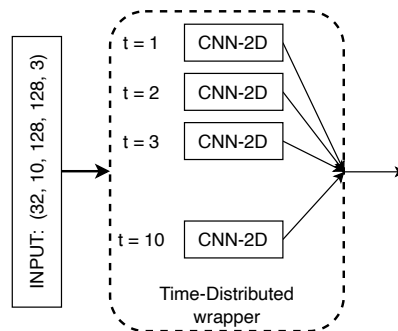 INPUT: (32, 10, 128, 128, 3)
t = 1 CNN-2D
t = 2 CNN-2D
t = 3 CNN-2D
t = 10 CNN-2D
Time-Distributed
wrapper